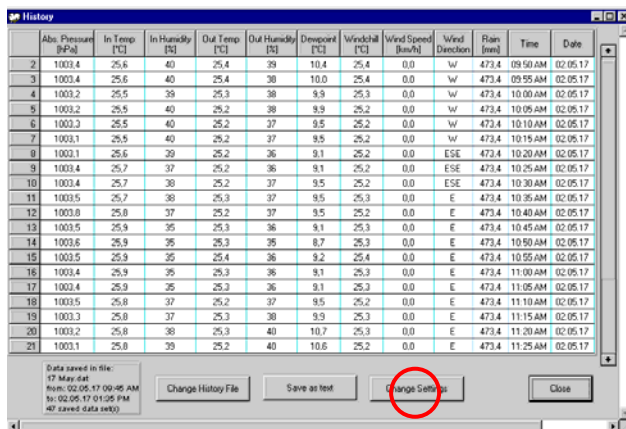 History
Abs. Pressure [hPa] In Temp [°C] In Humidity [%] Out Temp [°C] Out Humidity [%] Dewpoint [°C] Windchill [°C] Wind Speed [km/h] Wind Direction Rain [mm] Time Date
2 1003,4 25,6 40 25,4 39 10,4 25,4 0,0 W 473,4 09:50 AM 02.05.17
3 1003,4 25,6 40 25,4 38 10,0 25,4 0,0 W 473,4 09:55 AM 02.05.17
4 1003,2 25,5 39 25,3 38 9,9 25,3 0,0 W 473,4 10:00 AM 02.05.17
5 1003,2 25,5 40 25,2 38 9,9 25,2 0,0 W 473,4 10:05 AM 02.05.17
6 1003,3 25,5 40 25,2 37 9,5 25,2 0,0 W 473,4 10:10 AM 02.05.17
7 1003,1 25,5 40 25,2 37 9,5 25,2 0,0 W 473,4 10:15 AM 02.05.17
8 1003,1 25,6 39 25,2 36 9,1 25,2 0,0 ESE 473,4 10:20 AM 02.05.17
9 1003,4 25,7 37 25,2 36 9,1 25,2 0,0 ESE 473,4 10:25 AM 02.05.17
10 1003,4 25,7 38 25,2 37 9,5 25,2 0,0 ESE 473,4 10:30 AM 02.05.17
11 1003,5 25,7 38 25,3 37 9,5 25,3 0,0 E 473,4 10:35 AM 02.05.17
12 1003,8 25,8 37 25,2 37 9,5 25,2 0,0 E 473,4 10:40 AM 02.05.17
13 1003,5 25,9 35 25,3 36 9,1 25,3 0,0 E 473,4 10:45 AM 02.05.17
14 1003,6 25,9 35 25,3 35 8,7 25,3 0,0 E 473,4 10:50 AM 02.05.17
15 1003,5 25,9 35 25,4 36 9,2 25,4 0,0 E 473,4 10:55 AM 02.05.17
16 1003,4 25,9 35 25,3 36 9,1 25,3 0,0 E 473,4 11:00 AM 02.05.17
17 1003,4 25,9 35 25,3 36 9,1 25,3 0,0 E 473,4 11:05 AM 02.05.17
18 1003,5 25,8 37 25,2 37 9,5 25,2 0,0 E 473,4 11:10 AM 02.05.17
19 1003,3 25,8 37 25,3 38 9,9 25,3 0,0 E 473,4 11:15 AM 02.05.17
20 1003,2 25,8 38 25,3 40 10,7 25,3 0,0 E 473,4 11:20 AM 02.05.17
21 1003,1 25,8 39 25,2 40 10,6 25,2 0,0 E 473,4 11:25 AM 02.05.17
Data saved in file:
17 May.dat
from: 02.05.17 09:45 AM
to: 02.05.17 01:35 PM
47 saved data set(s)
Change History File
Save as text
Change Settings
Close